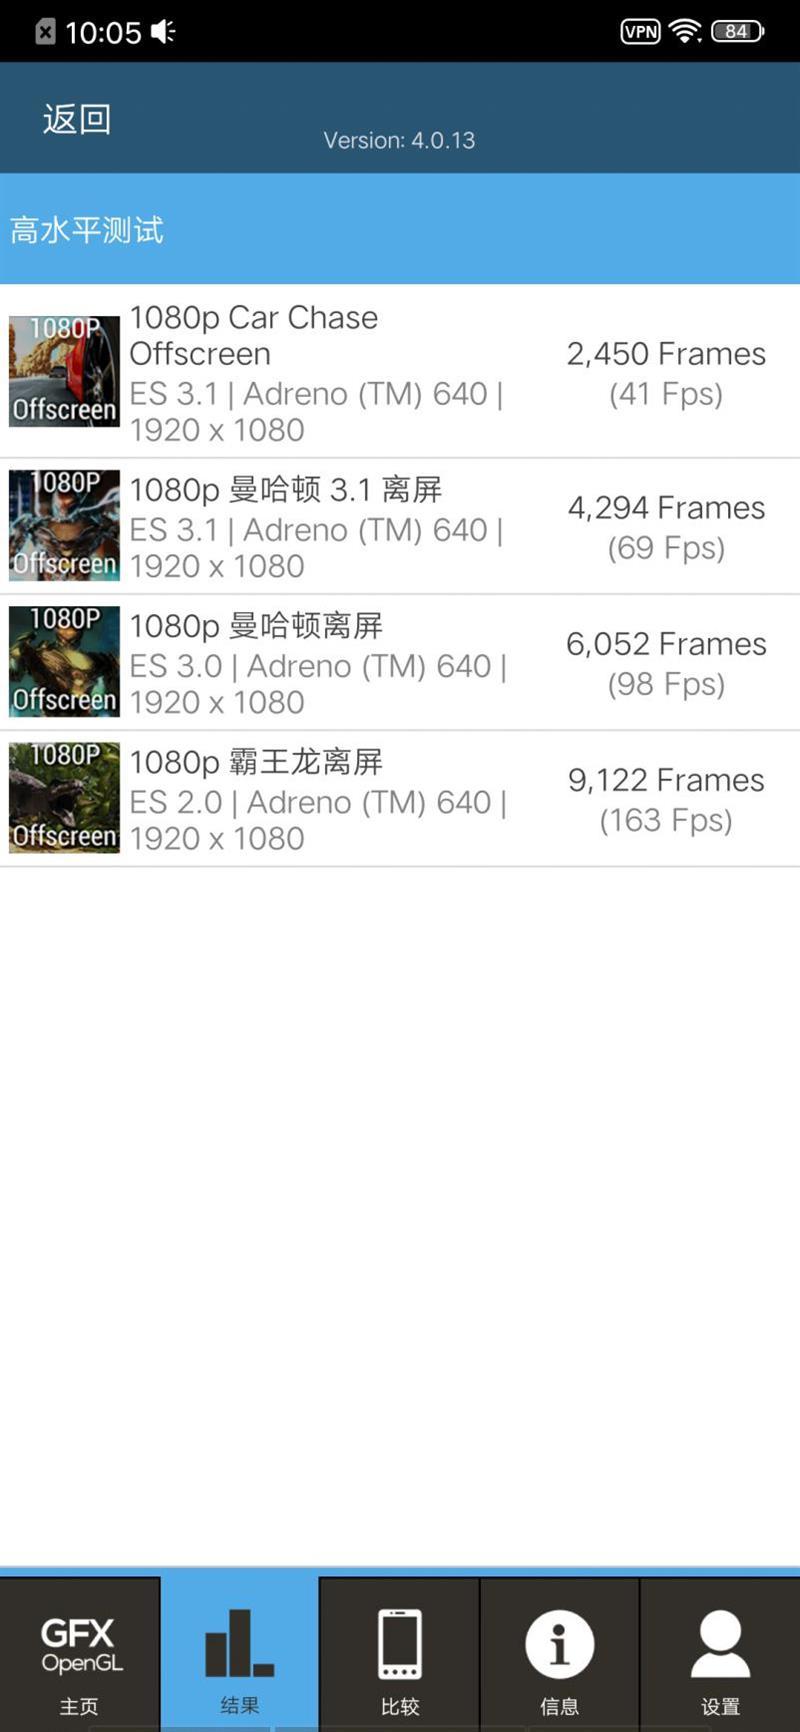 10:05
VPN
84
返回
Version: 4.0.13
高水平测试
1080P
Offscreen
1080p Car Chase
Offscreen
ES 3.1 | Adreno (TM) 640 |
1920 x 1080
2,450 Frames
(41 Fps)
1080P
Offscreen
1080p 曼哈顿 3.1 离屏
ES 3.1 | Adreno (TM) 640 |
1920 x 1080
4,294 Frames
(69 Fps)
1080P
Offscreen
1080p 曼哈顿离屏
ES 3.0 | Adreno (TM) 640 |
1920 x 1080
6,052 Frames
(98 Fps)
1080P
Offscreen
1080p 霸王龙离屏
ES 2.0 | Adreno (TM) 640 |
1920 x 1080
9,122 Frames
(163 Fps)
GFX
OpenGL
主页
结果
比较
信息
设置